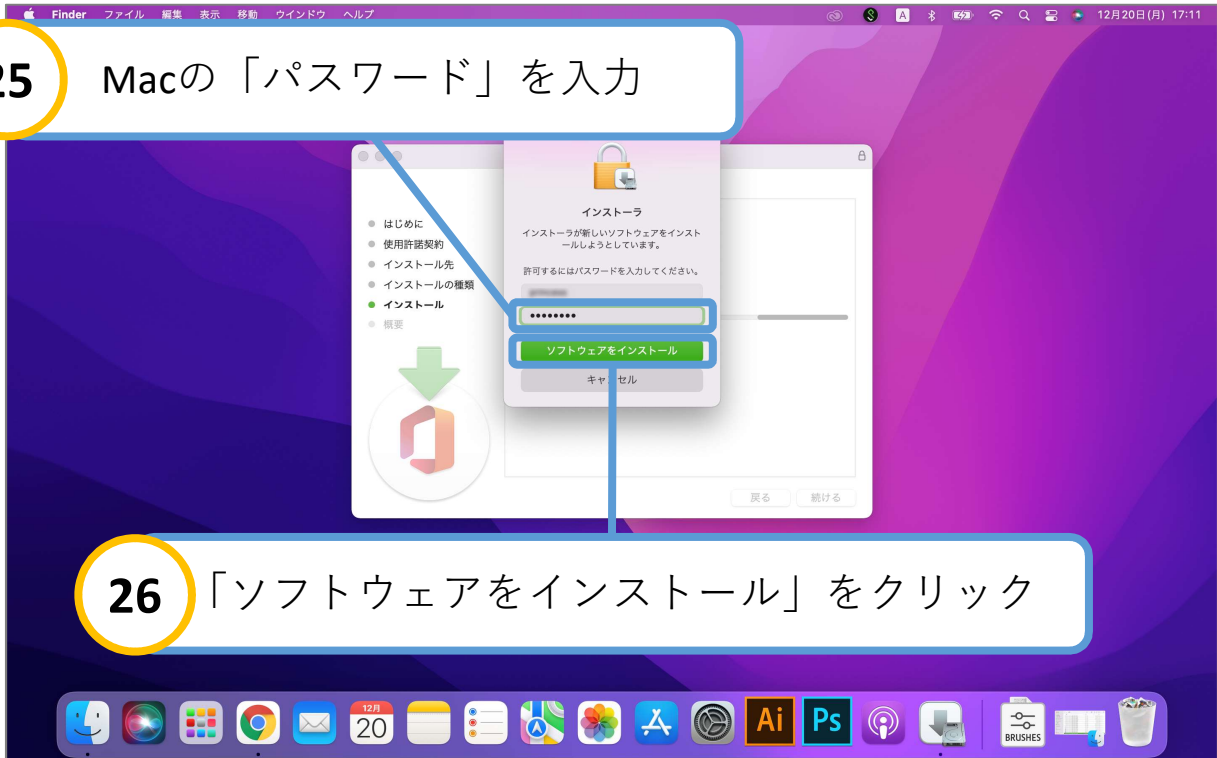 Finder ファイル 編集 表示 移動 ウインドウ ヘルプ
A 12月20日(月) 17:11
25 Macの「パスワード」を入力
インストーラ
インストーラが新しいソフトウェアをインスト
ールしようとしています。
許可するにはパスワードを入力してください。
はじめに
使用許諾契約
インストール先
インストールの種類
インストール
概要
••••••••
ソフトウェアをインストール
キャンセル
戻る 続ける
26 「ソフトウェアをインストール」をクリック
12月
20
Ai Ps
BRUSHES